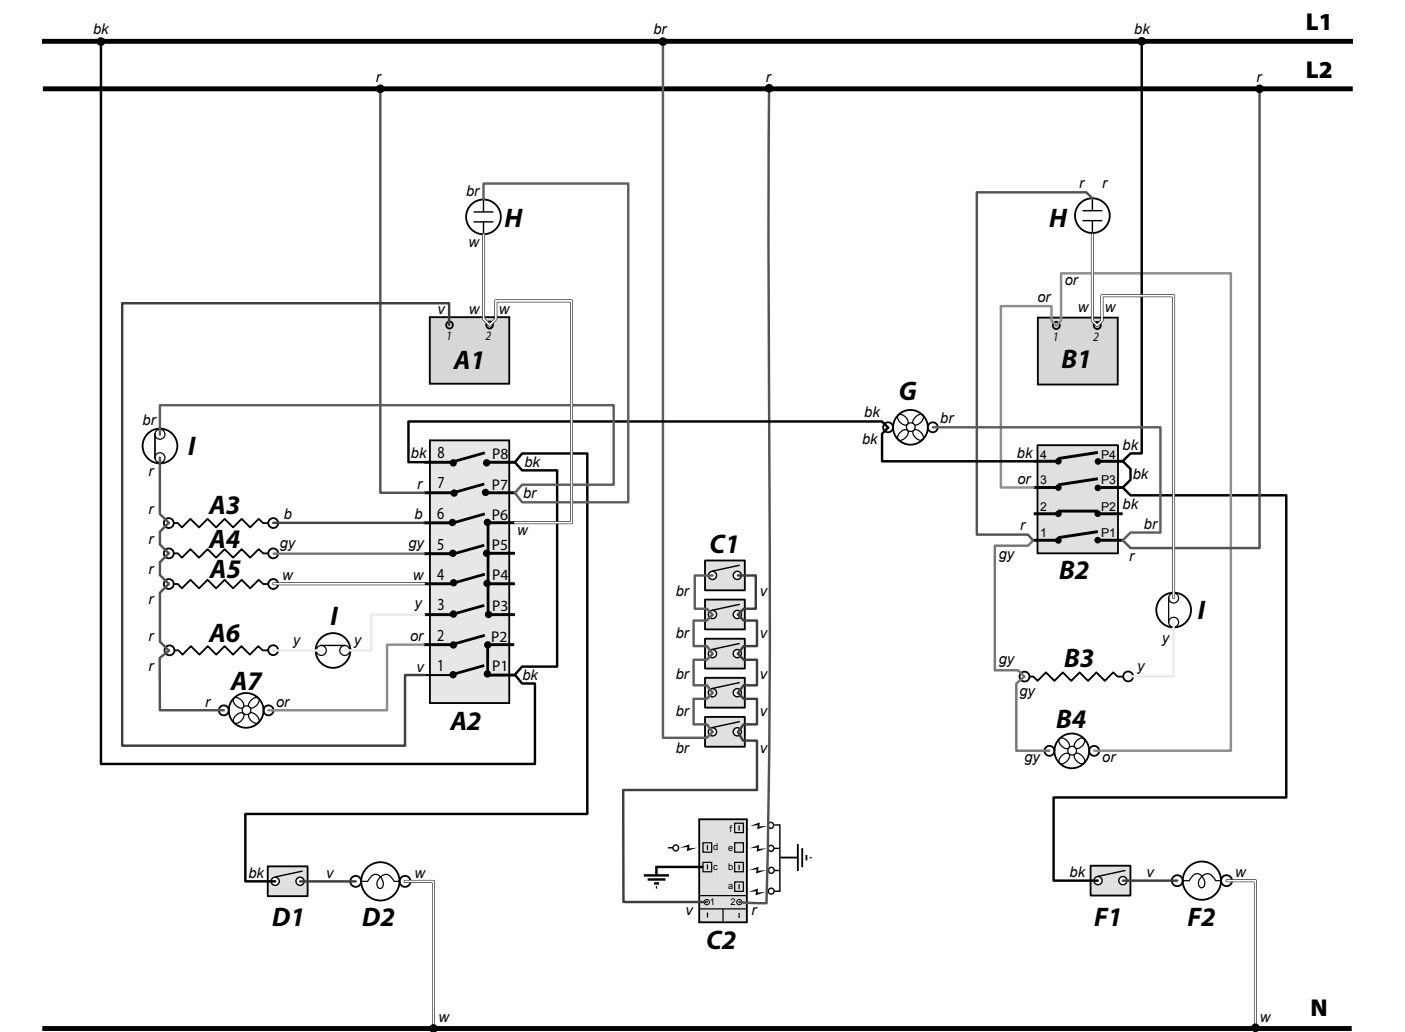 L1
bk br bk
L2
r r r
br H
w
r r
H
or
or
v w w
1 2
A1
w w
1 2
B1
G
bk br
bk
br I
r
bk 8 P8 bk
r 7 P7 br
r A3 b b 6 P6 w
r A4 gy gy 5 P5
r A5 w w 4 P4
r I y 3 P3
r A6 y y or 2 P2
r v 1 P1 bk
A7
r or
A2
bk 4 P4 bk
or 3 P3 bk
2 P2
r 1 P1 br
gy r
B2
C1
br v
br v
br v
br v
br v
I
y
gy B3 y
gy
B4
gy or
f
d e
c b
a
1 2
v r
C2
bk v w
D1 D2
bk v w
F1 F2
w w
N